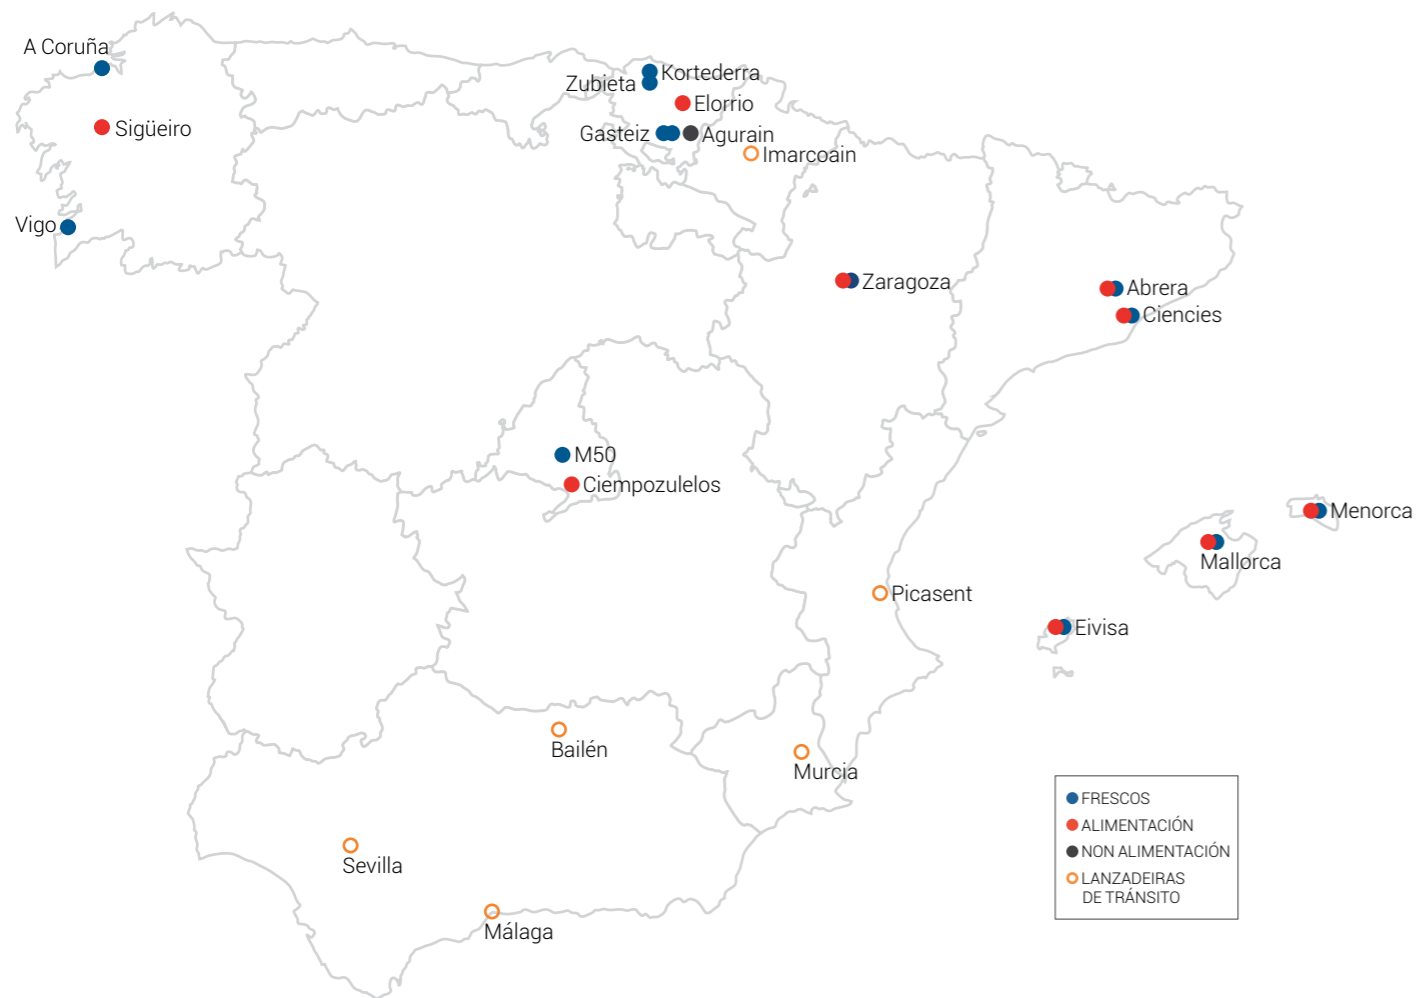 A Coruña
Kortederra
Zubieta
Elorrio
Sigüeiro
Gasteiz
Agurain
Imarcoain
Vigo
Zaragoza
Abrera
Ciencies
M50
Ciempozulelos
Menorca
Mallorca
Picasent
Eivisa
Bailén
Murcia
Sevilla
Málaga
FRESCOS
ALIMENTACIÓN
NON ALIMENTACIÓN
LANZADEIRAS
DE TRÁNSITO